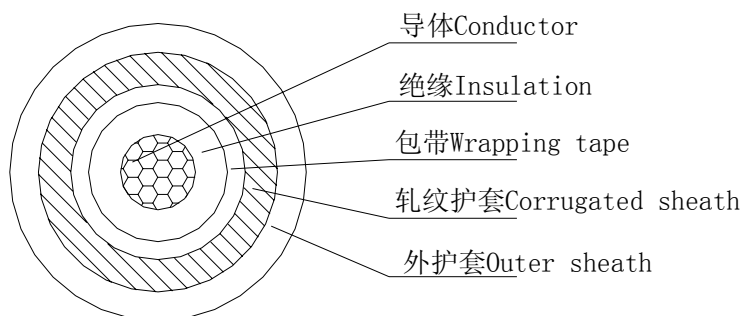 导体Conductor
绝缘Insulation
包带Wrapping tape
轧纹护套Corrugated sheath
外护套Outer sheath